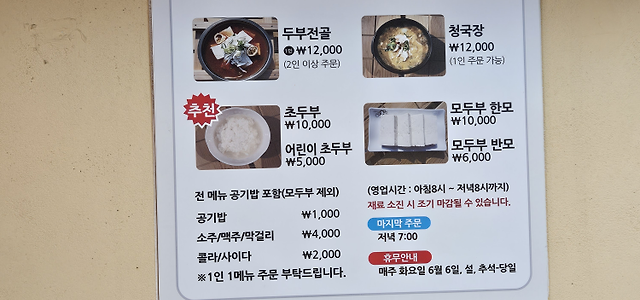 두부전골
1인 ₩12,000
(2인 이상 주문)
청국장
₩12,000
(1인 주문 가능)
추천
초두부
₩10,000
어린이 초두부
₩5,000
모두부 한모
₩10,000
모두부 반모
₩6,000
전 메뉴 공기밥 포함(모두부 제외)
공기밥 ₩1,000
소주/맥주/막걸리 ₩4,000
콜라/사이다 ₩2,000
※1인 1메뉴 주문 부탁드립니다.
(영업시간 : 아침8시 ~ 저녁8시까지)
재료 소진 시 조기 마감될 수 있습니다.
마지막 주문
저녁 7:00
휴무안내
매주 화요일 6월 6일, 설, 추석-당일